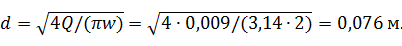 d = √4Q/(πw) = √4 · 0,009/(3,14 · 2) = 0,076 м.